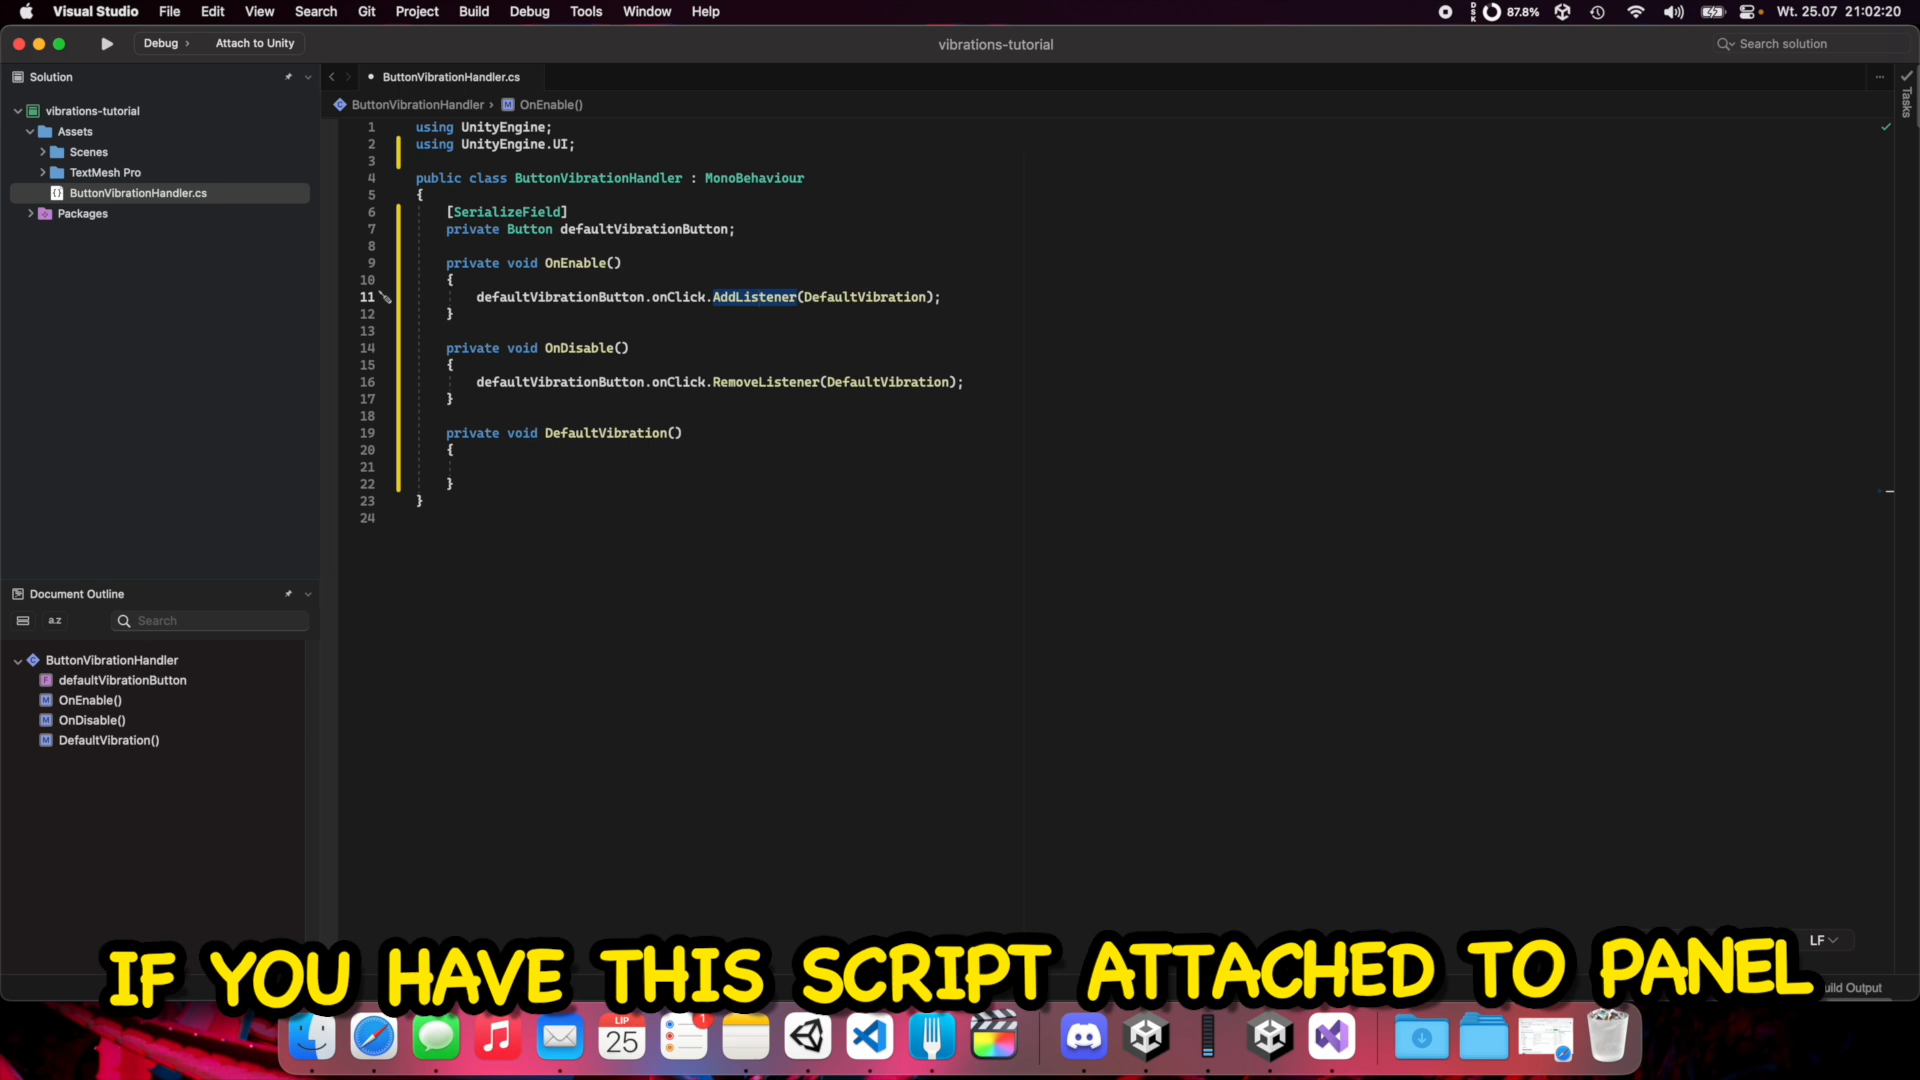 Visual Studio File Edit View Search Git Project Build Debug Tools Window Help
DSK 87.8% Wt. 25.07 21:02:20
Debug › Attach to Unity
vibrations-tutorial
Search solution
Solution
vibrations-tutorial
Assets
Scenes
TextMesh Pro
ButtonVibrationHandler.cs
Packages
ButtonVibrationHandler.cs
Tasks
ButtonVibrationHandler › M OnEnable()
1 using UnityEngine;
2 using UnityEngine.UI;
3
4 public class ButtonVibrationHandler : MonoBehaviour
5 {
6 [SerializeField]
7 private Button defaultVibrationButton;
8
9 private void OnEnable()
10 {
11 defaultVibrationButton.onClick.AddListener(DefaultVibration);
12 }
13
14 private void OnDisable()
15 {
16 defaultVibrationButton.onClick.RemoveListener(DefaultVibration);
17 }
18
19 private void DefaultVibration()
20 {
21
22 }
23 }
24
Document Outline
a.z Search
C ButtonVibrationHandler
F defaultVibrationButton
M OnEnable()
M OnDisable()
M DefaultVibration()
LF
IF YOU HAVE THIS SCRIPT ATTACHED TO PANEL
Output
LIP
25
1